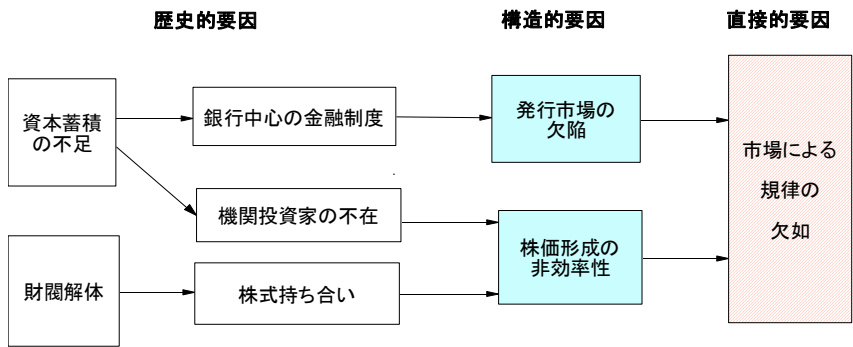 歴史的要因
構造的要因
直接的要因
資本蓄積
の不足
銀行中心の金融制度
発行市場の
欠陥
市場による
規律の
欠如
機関投資家の不在
株価形成の
非効率性
財閥解体
株式持ち合い